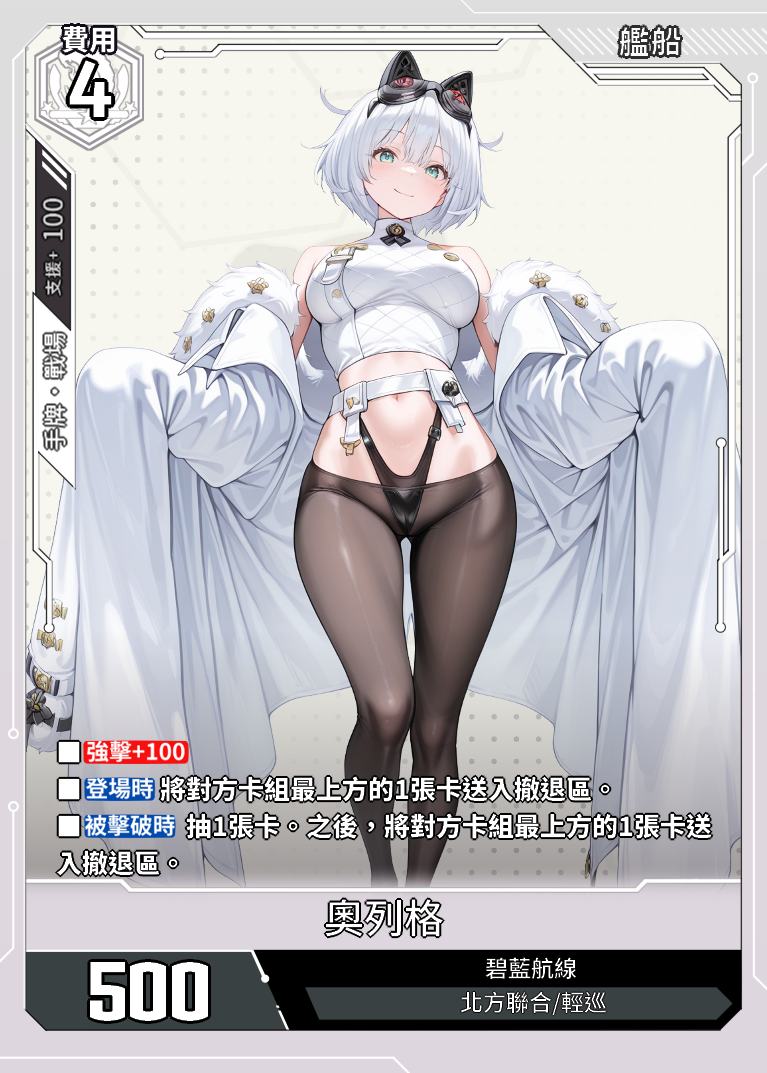 費用
4
艦船
支援+ 100
手牌・戰場
■強擊+100
■登場時 將對方卡組最上方的1張卡送入撤退區。
■被擊破時 抽1張卡。之後，將對方卡組最上方的1張卡送
入撤退區。
奧列格
500
碧藍航線
北方聯合/輕巡